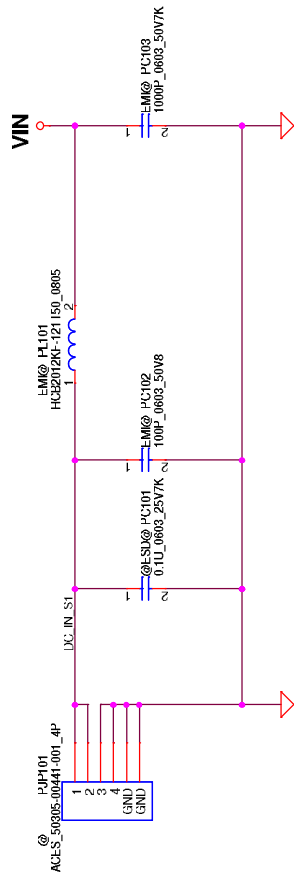 VIN
EMI@ PC103
1000P_0603_50V7K
1
2
EMI@ PL101
HCB2012KF-121T50_0805
1
2
EMI@ PC102
100P_0603_50V8
1
2
@ESD@ PC101
0.1U_0603_25V7K
1
2
DC_IN_S1
@
PJP101
ACES_50305-00441-001_4P
1
2
3
4
GND
GND